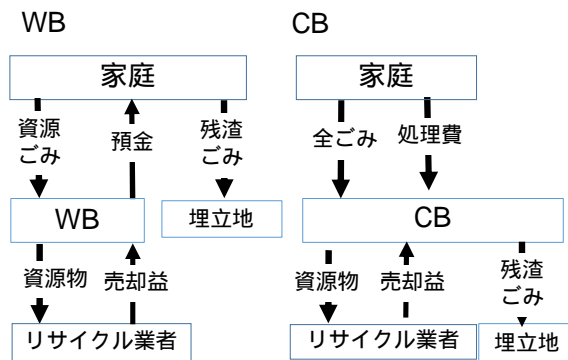 WB
CB
家庭
家庭
資源
ごみ
預金
残渣
ごみ
全ごみ
処理費
WB
埋立地
CB
資源物
売却益
資源物
売却益
残渣
ごみ
リサイクル業者
リサイクル業者
埋立地